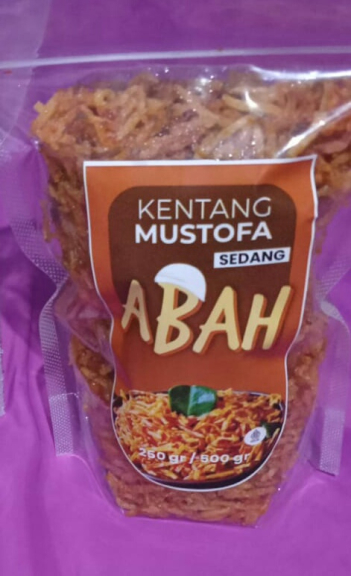 KENTANG
MUSTOFA
SEDANG
ABAH
250 gr / 500 gr